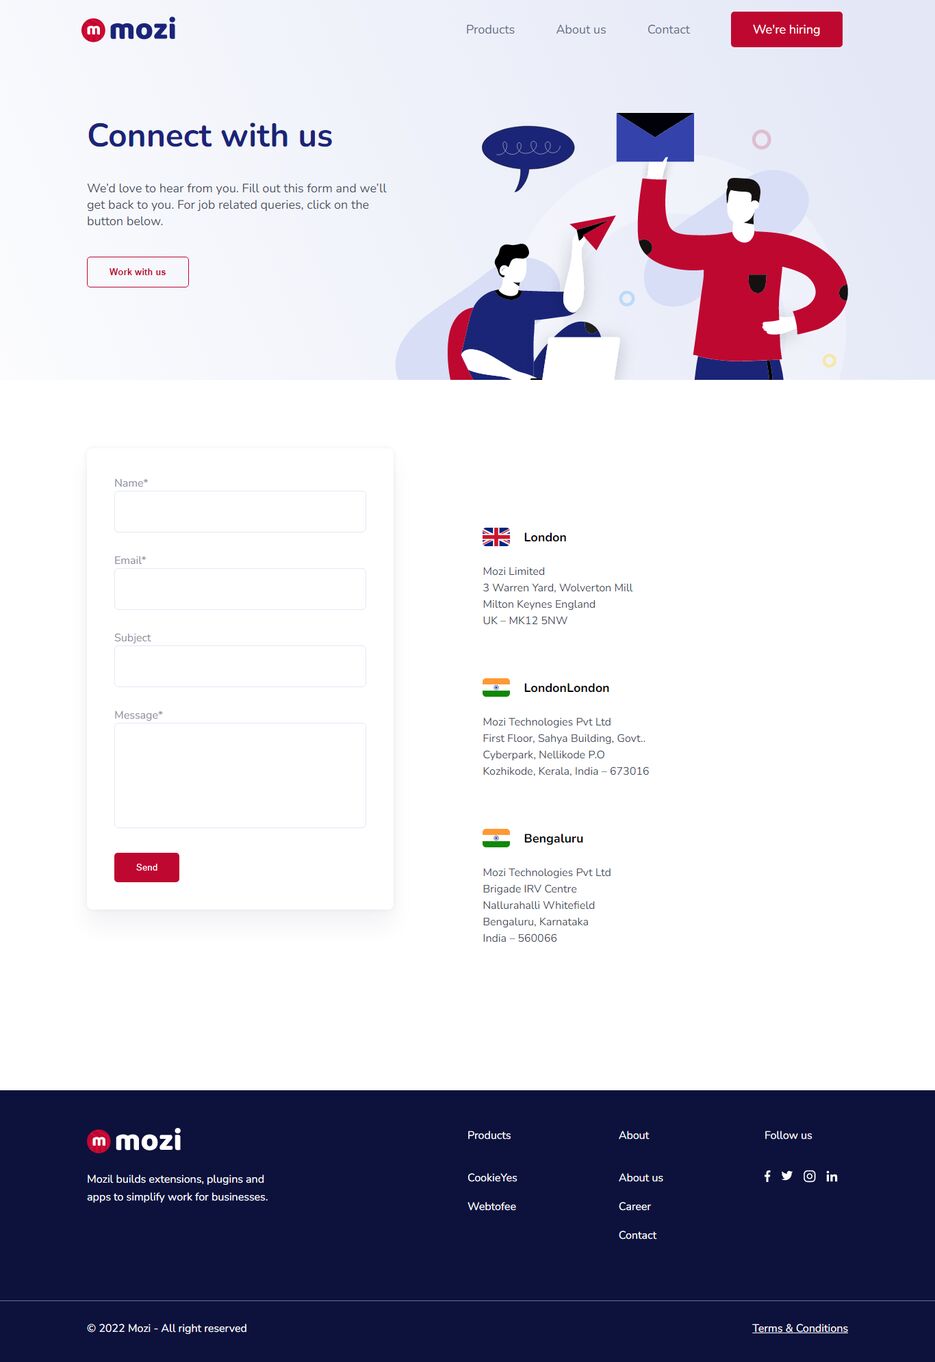 mozi
Products About us Contact We're hiring
Connect with us
We'd love to hear from you. Fill out this form and we'll
get back to you. For job related queries, click on the
button below.
Work with us
Name*
Email*
Subject
Message*
Send
London
Mozi Limited
3 Warren Yard, Wolverton Mill
Milton Keynes England
UK – MK12 5NW
LondonLondon
Mozi Technologies Pvt Ltd
First Floor, Sahya Building, Govt..
Cyberpark, Nellikode P.O
Kozhikode, Kerala, India – 673016
Bengaluru
Mozi Technologies Pvt Ltd
Brigade IRV Centre
Nallurahalli Whitefield
Bengaluru, Karnataka
India – 560066
mozi
Mozil builds extensions, plugins and
apps to simplify work for businesses.
Products
CookieYes
Webtofee
About
About us
Career
Contact
Follow us
© 2022 Mozi - All right reserved
Terms & Conditions